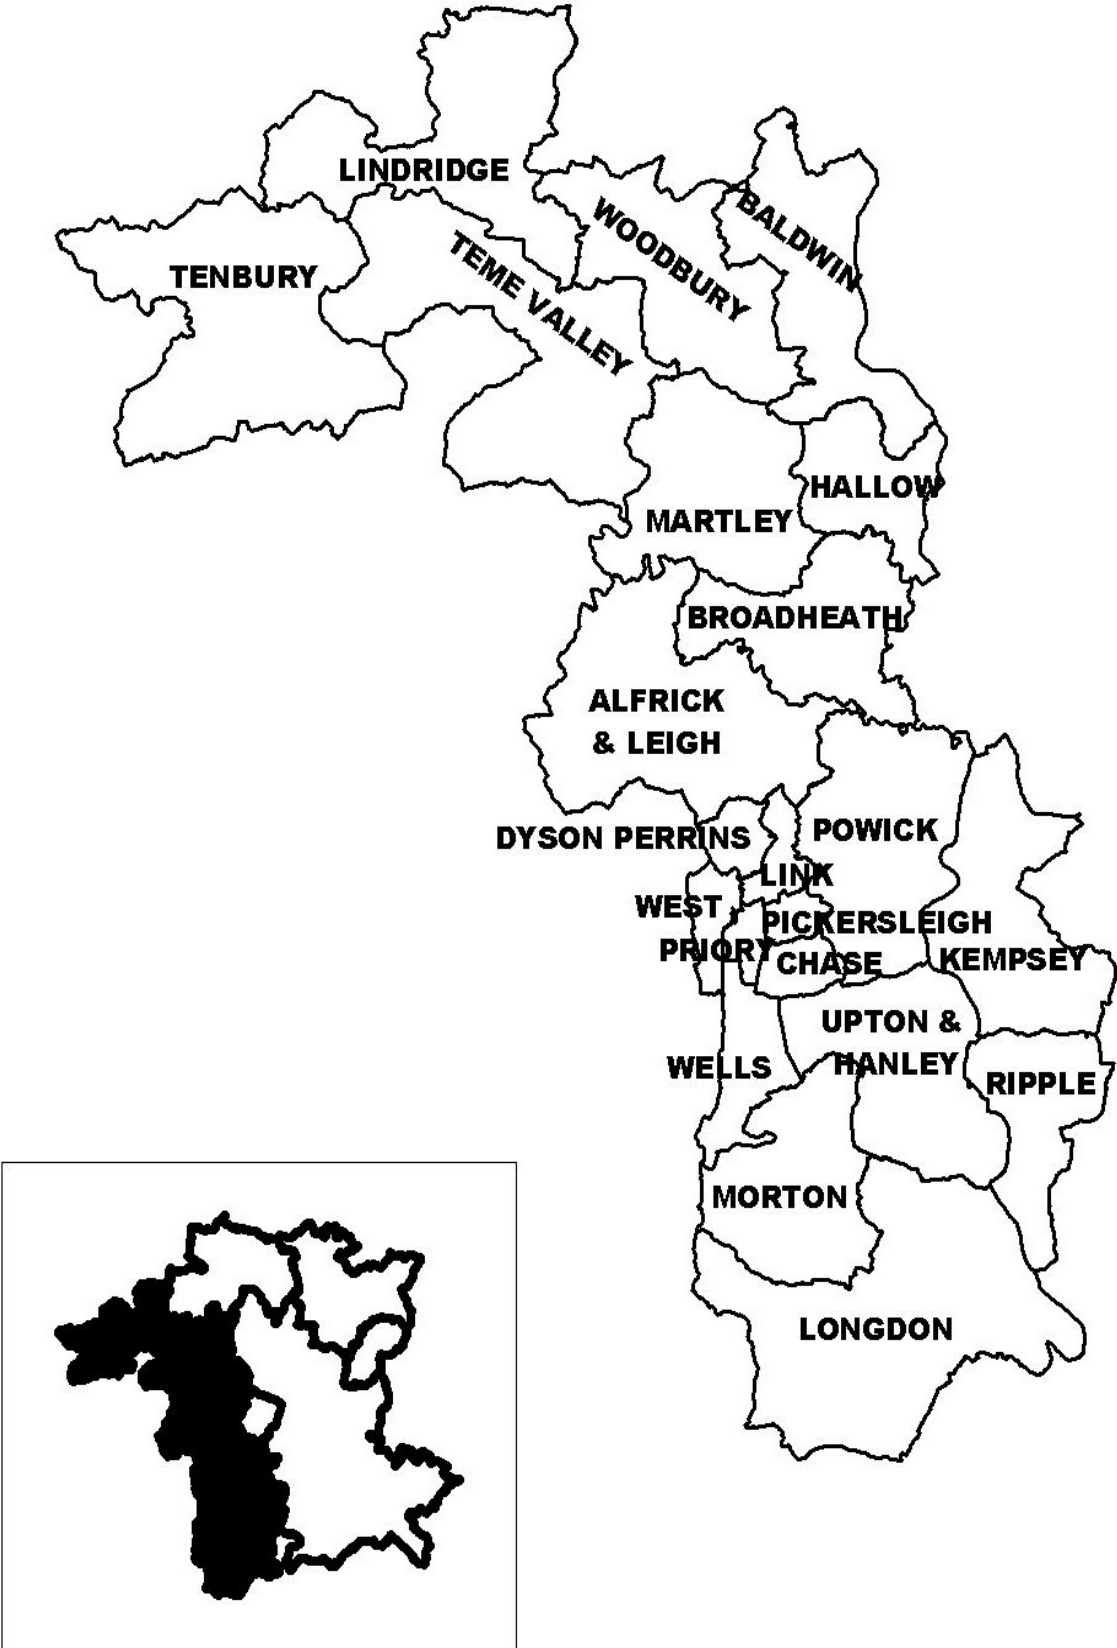 LINDRIDGE
BALDWIN
WOODBURY
TENBURY
TEME VALLEY
HALLOW
MARTLEY
BROADHEATH
ALFRICK
& LEIGH
DYSON PERRINS
POWICK
LINK
WEST
PICKERSLEIGH
PRIORY
CHASE
KEMPSEY
UPTON &
HANLEY
WELLS
RIPPLE
MORTON
LONGDON